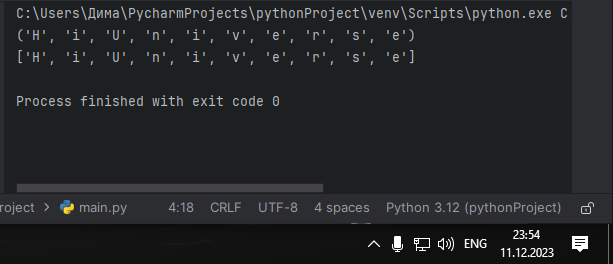 C:\Users\Дима\PycharmProjects\pythonProject\venv\Scripts\python.exe C
('H', 'i', 'U', 'n', 'i', 'v', 'e', 'r', 's', 'e')
['H', 'i', 'U', 'n', 'i', 'v', 'e', 'r', 's', 'e']
Process finished with exit code 0
roject > main.py 4:18 CRLF UTF-8 4 spaces Python 3.12 (pythonProject)
ENG 23:54
11.12.2023